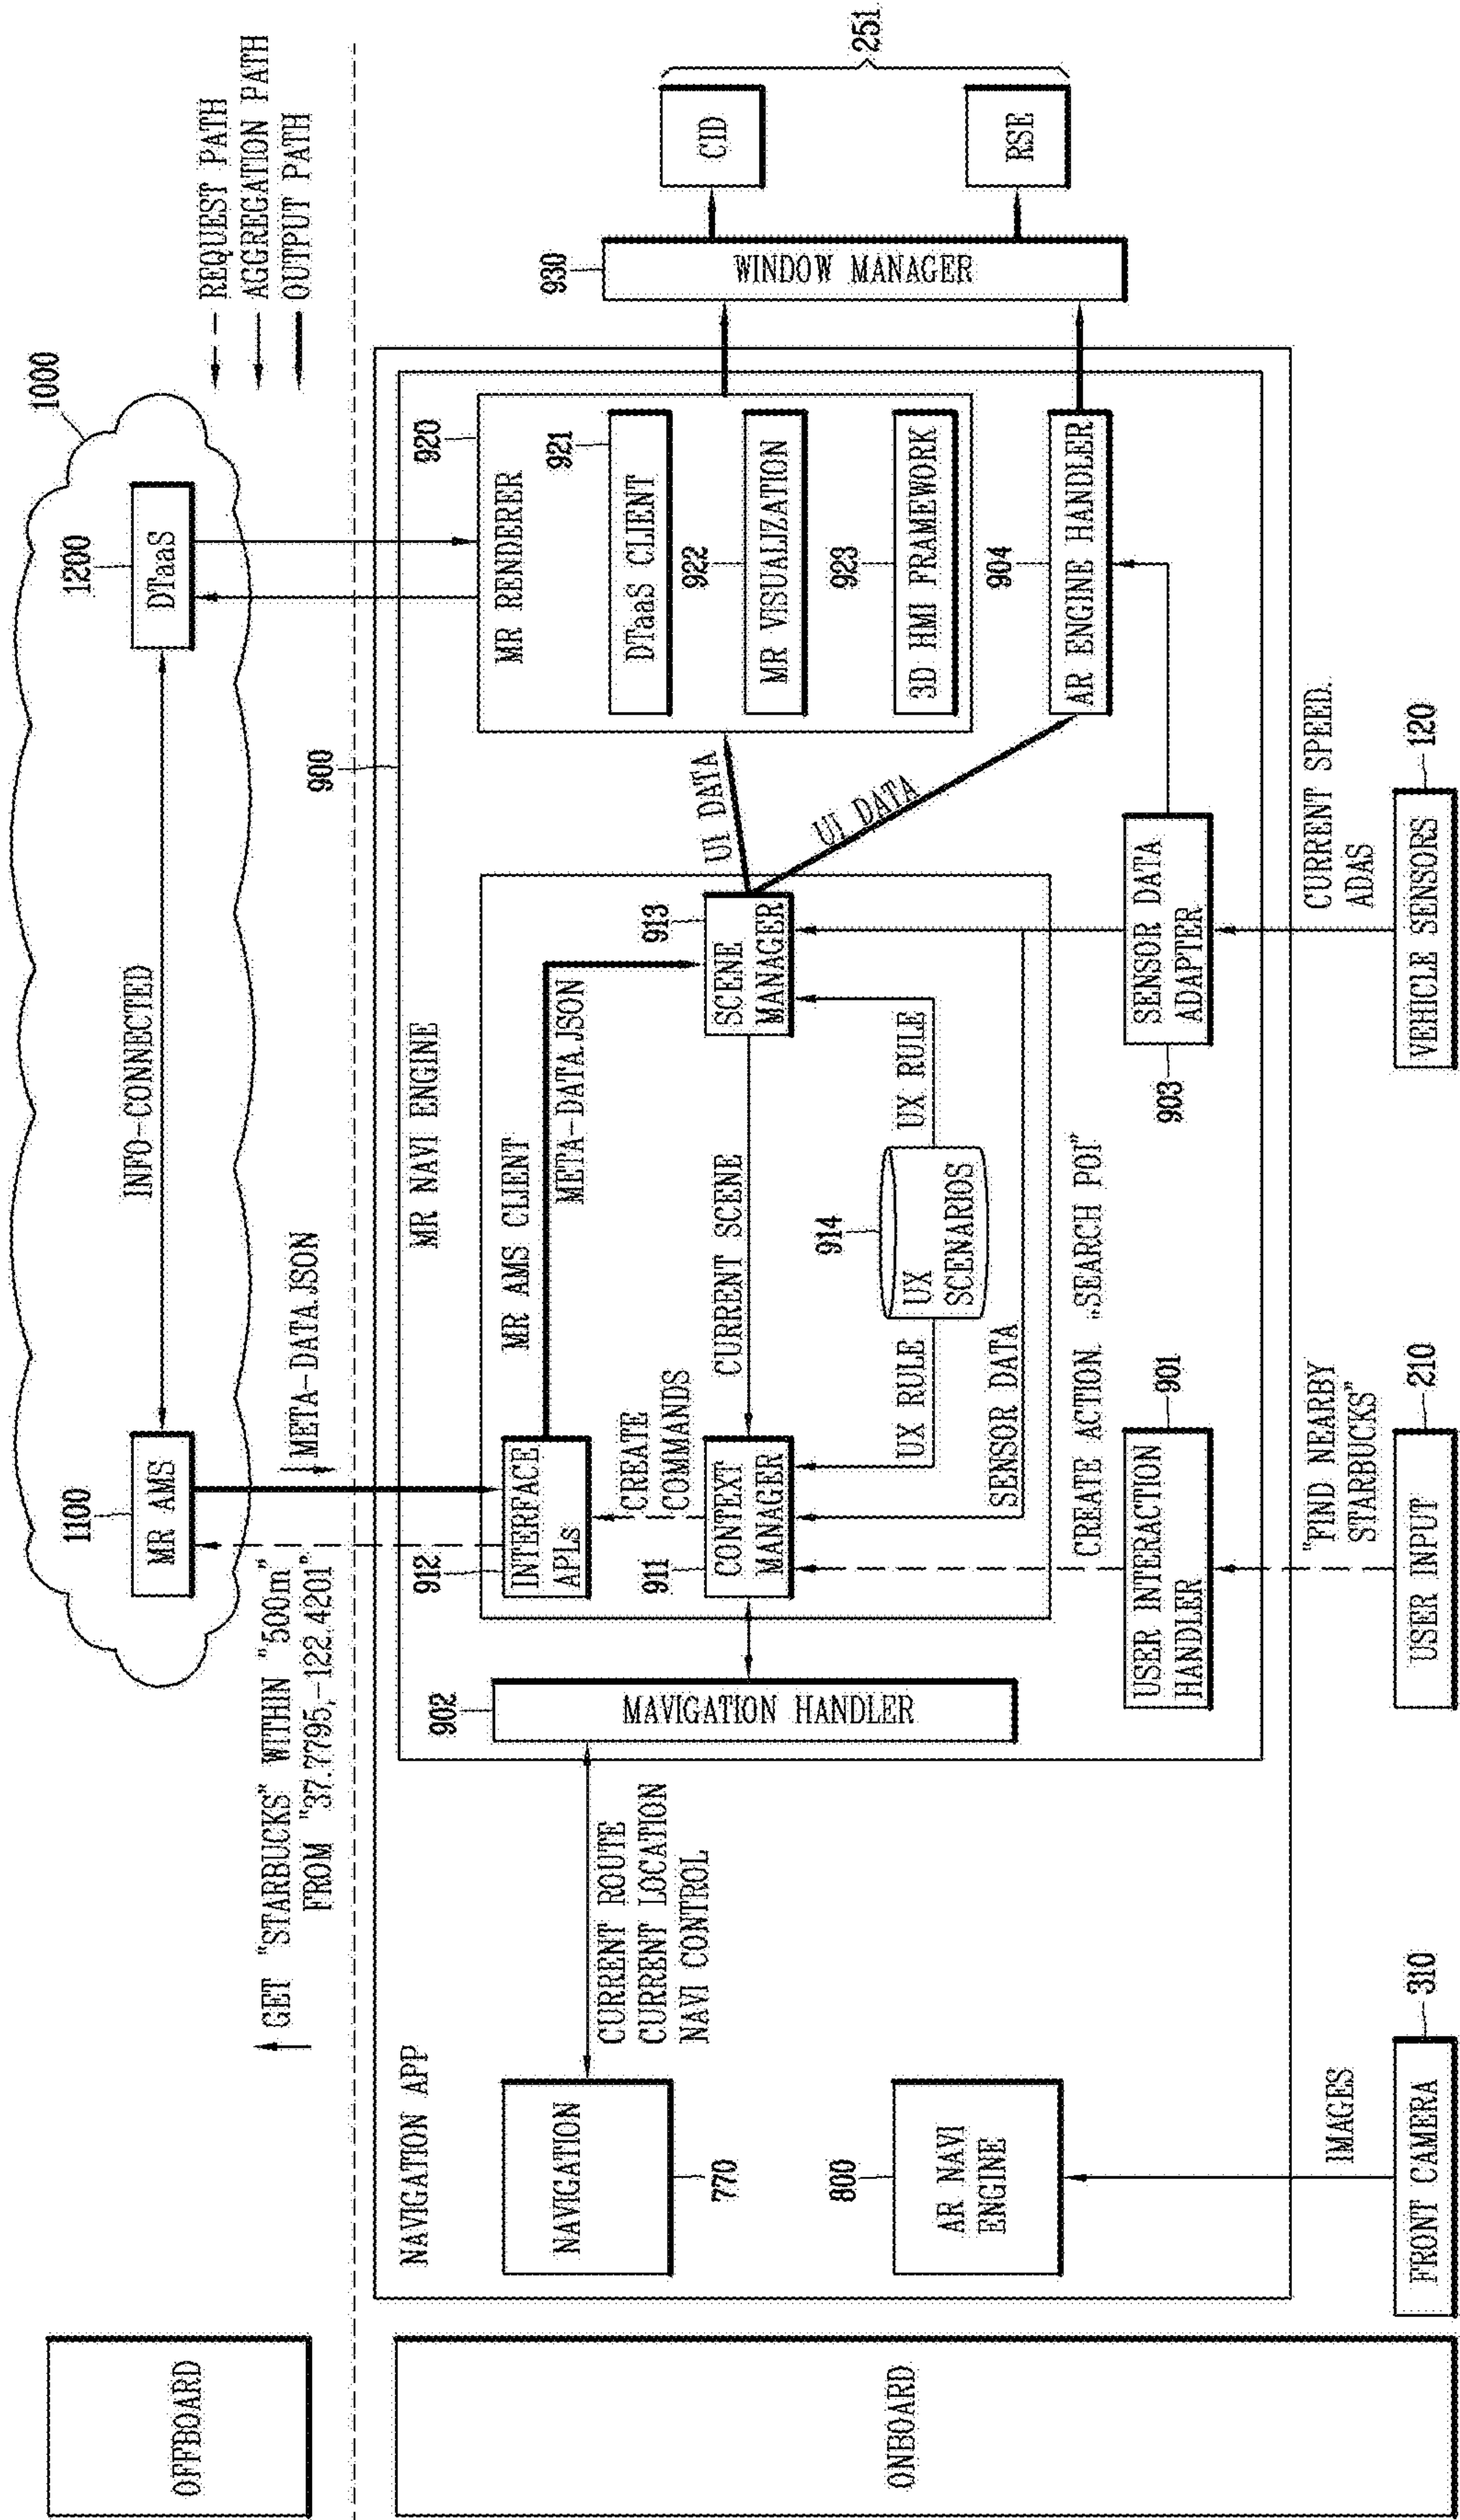 OFFBOARD
ONBOARD
GET "STARBUCKS" WITHIN "500m"
FROM "37.7795,-122.4201"
META-DATA.JSON
1100
MR AMS
INFO-CONNECTED
1200
DTaaS
1000
REQUEST PATH
AGGREGATION PATH
OUTPUT PATH
NAVIGATION APP
NAVIGATION
770
CURRENT ROUTE
CURRENT LOCATION
NAVI CONTROL
800
AR NAVI
ENGINE
IMAGES
FRONT CAMERA
310
MR NAVI ENGINE
900
902
MAVIGATION HANDLER
MR AMS CLIENT
912
INTERFACE
APLs
META-DATA.JSON
CREATE
COMMANDS
911
CONTEXT
MANAGER
CURRENT SCENE
913
SCENE
MANAGER
UX RULE
914
UX
SCENARIOS
UX RULE
SENSOR DATA
CREATE ACTION „SEARCH POI"
USER INTERACTION
HANDLER
901
"FIND NEARBY
STARBUCKS"
USER INPUT
210
903
SENSOR DATA
ADAPTER
CURRENT SPEED.
ADAS
VEHICLE SENSORS
120
UI DATA
UI DATA
920
MR RENDERER
921
DTaaS CLIENT
922
MR VISUALIZATION
923
3D HMI FRAMEWORK
904
AR ENGINE HANDLER
930
WINDOW MANAGER
CID
RSE
251